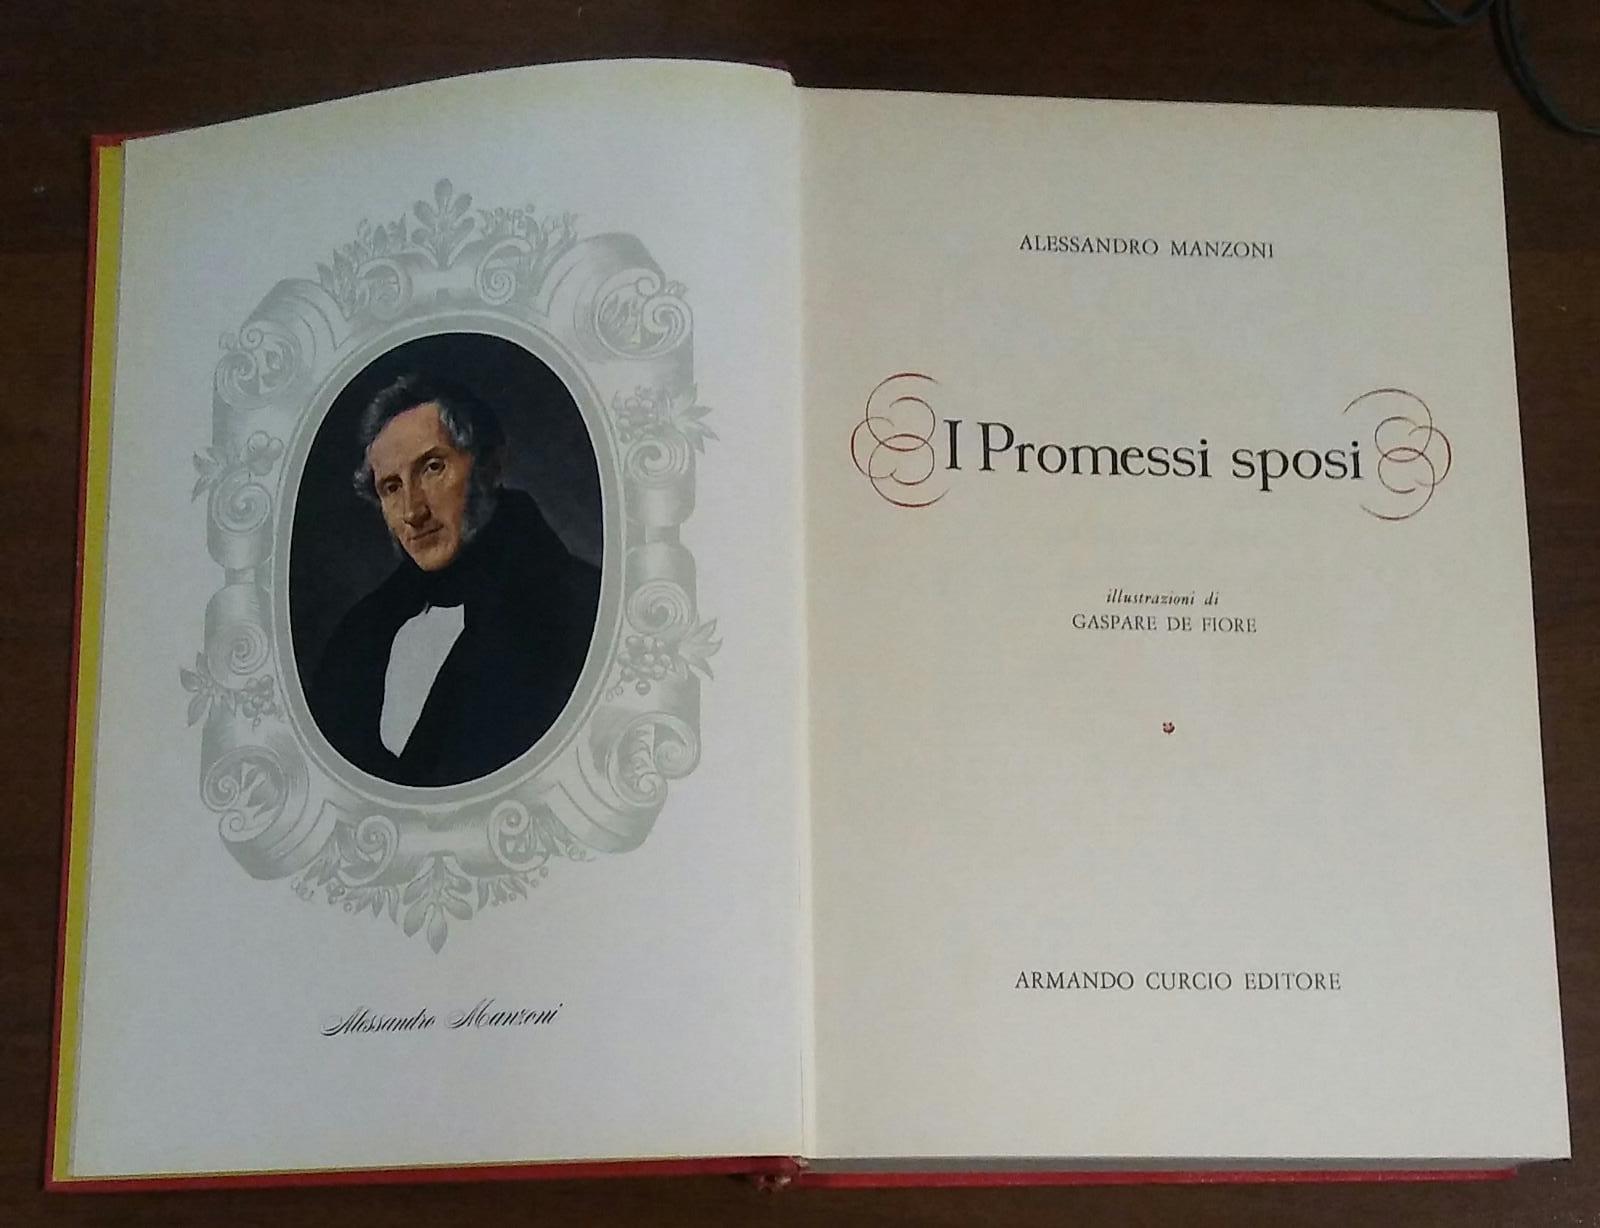 Alessandro Manzoni
ALESSANDRO MANZONI
I Promessi sposi
illustrazioni di
GASPARE DE FIORE
ARMANDO CURCIO EDITORE